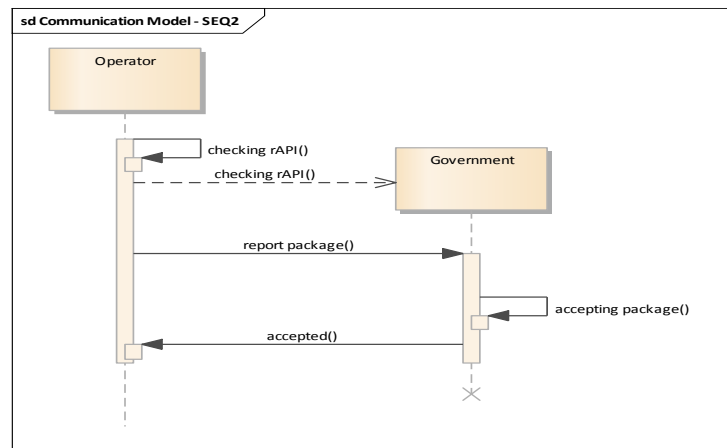 sd Communication Model - SEQ2
Operator
checking rAPI()
checking rAPI()
Government
report package()
accepting package()
accepted()